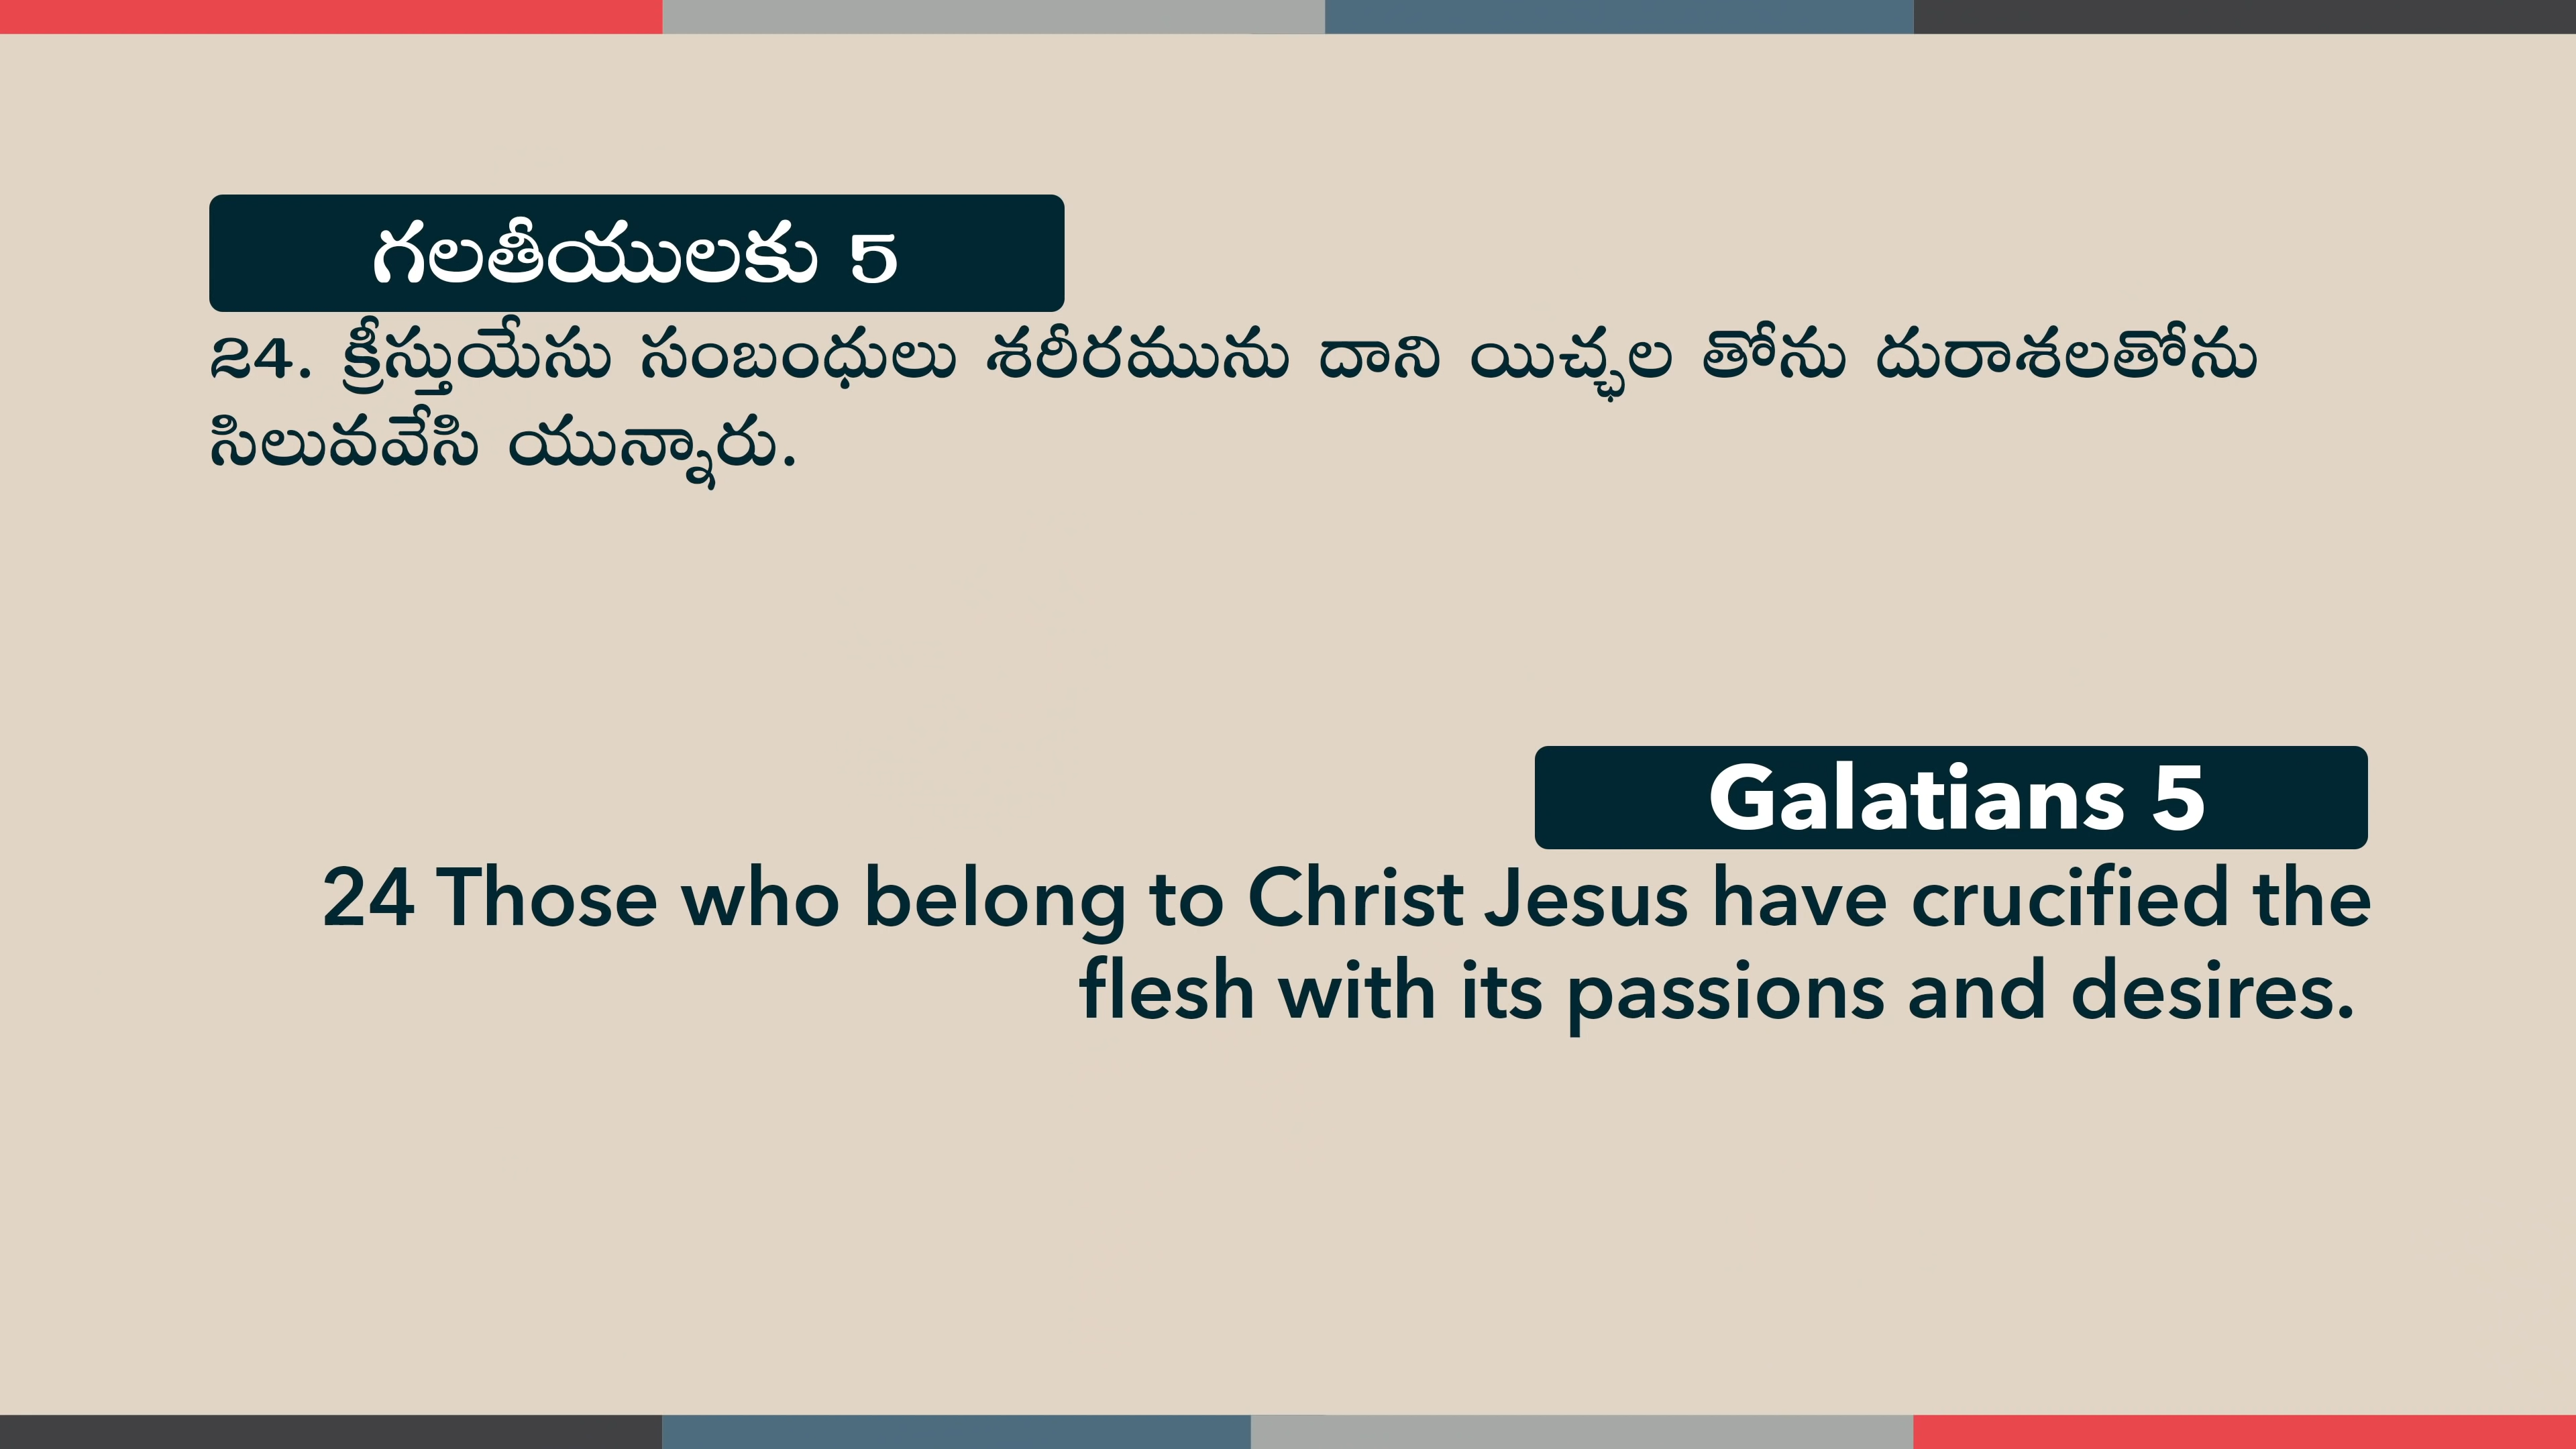 గలతీయులకు 5
24. క్రీస్తుయేసు సంబంధులు శరీరమును దాని యిచ్ఛల తోను దురాశలతోను
సిలువవేసి యున్నారు.
Galatians 5
24 Those who belong to Christ Jesus have crucified the
flesh with its passions and desires.